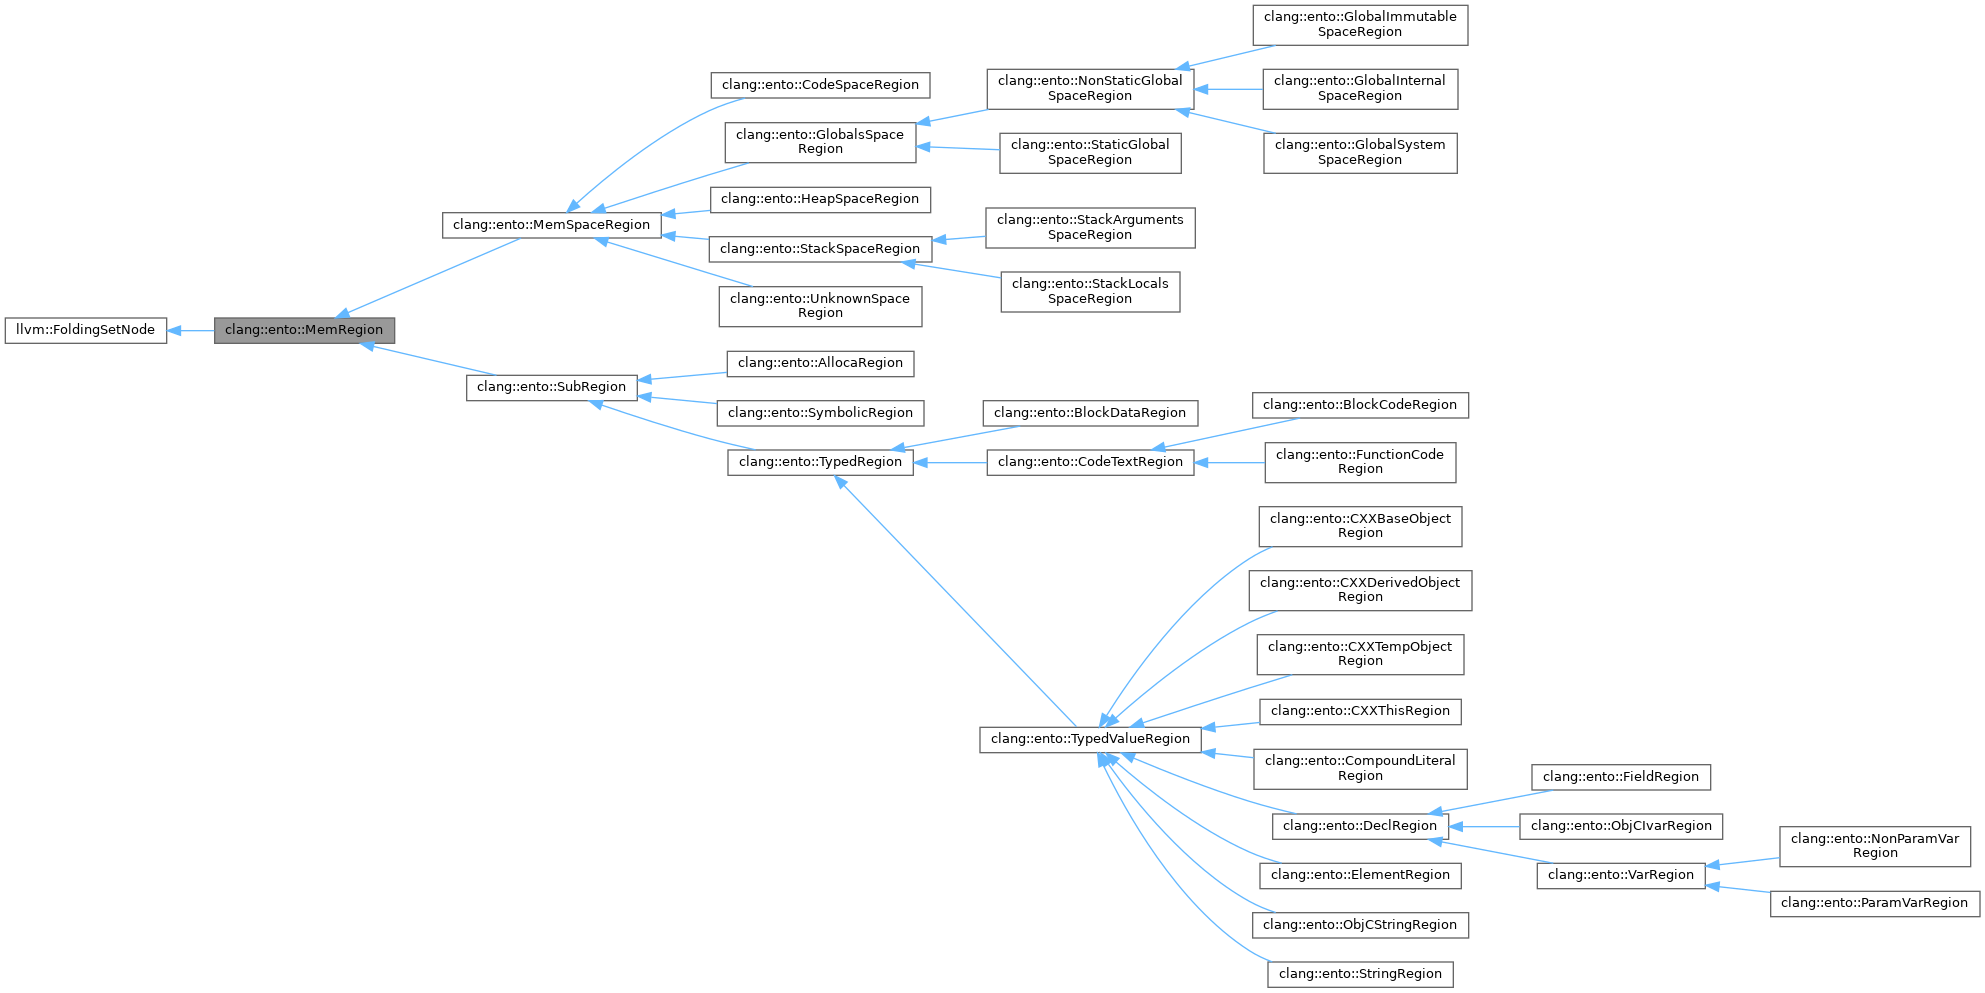 llvm::FoldingSetNode
clang::ento::MemRegion
clang::ento::MemSpaceRegion
clang::ento::CodeSpaceRegion
clang::ento::GlobalsSpace
Region
clang::ento::NonStaticGlobal
SpaceRegion
clang::ento::GlobalImmutable
SpaceRegion
clang::ento::GlobalInternal
SpaceRegion
clang::ento::GlobalSystem
SpaceRegion
clang::ento::StaticGlobal
SpaceRegion
clang::ento::HeapSpaceRegion
clang::ento::StackSpaceRegion
clang::ento::StackArguments
SpaceRegion
clang::ento::StackLocals
SpaceRegion
clang::ento::UnknownSpace
Region
clang::ento::SubRegion
clang::ento::AllocaRegion
clang::ento::SymbolicRegion
clang::ento::TypedRegion
clang::ento::BlockDataRegion
clang::ento::CodeTextRegion
clang::ento::BlockCodeRegion
clang::ento::FunctionCode
Region
clang::ento::TypedValueRegion
clang::ento::CXXBaseObject
Region
clang::ento::CXXDerivedObject
Region
clang::ento::CXXTempObject
Region
clang::ento::CXXThisRegion
clang::ento::CompoundLiteral
Region
clang::ento::DeclRegion
clang::ento::FieldRegion
clang::ento::ObjCIvarRegion
clang::ento::VarRegion
clang::ento::NonParamVar
Region
clang::ento::ParamVarRegion
clang::ento::ElementRegion
clang::ento::ObjCStringRegion
clang::ento::StringRegion